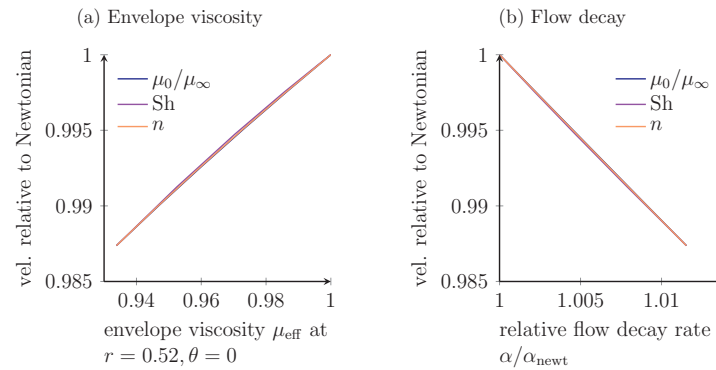 (a) Envelope viscosity
vel. relative to Newtonian
1
0.995
0.99
0.985
μ₀/μ∞
Sh
n
0.94 0.96 0.98 1
envelope viscosity μ_eff at
r = 0.52, θ = 0
(b) Flow decay
vel. relative to Newtonian
1
0.995
0.99
0.985
μ₀/μ∞
Sh
n
1 1.005 1.01
relative flow decay rate
α/α_newt